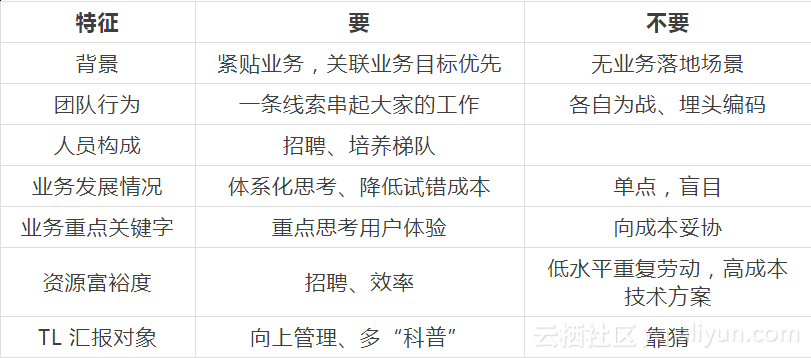 特征 要 不要
背景 紧贴业务，关联业务目标优先 无业务落地场景
团队行为 一条线索串起大家的工作 各自为战、埋头编码
人员构成 招聘、培养梯队
业务发展情况 体系化思考、降低试错成本 单点，盲目
业务重点关键字 重点思考用户体验 向成本妥协
资源富裕度 招聘、效率 低水平重复劳动，高成本
技术方案
TL 汇报对象 向上管理、多“科普” 靠猜
云栖社区 yq.aliyun.com